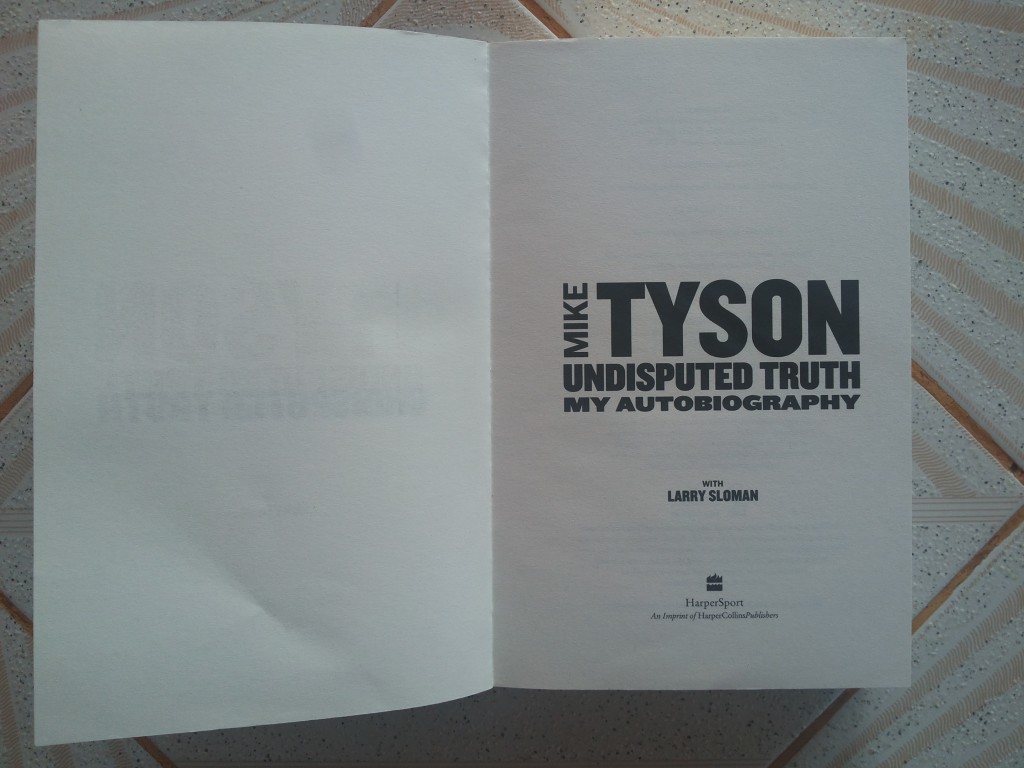 MIKE
TYSON
UNDISPUTED TRUTH
MY AUTOBIOGRAPHY
WITH
LARRY SLOMAN
HarperSport
An Imprint of HarperCollinsPublishers